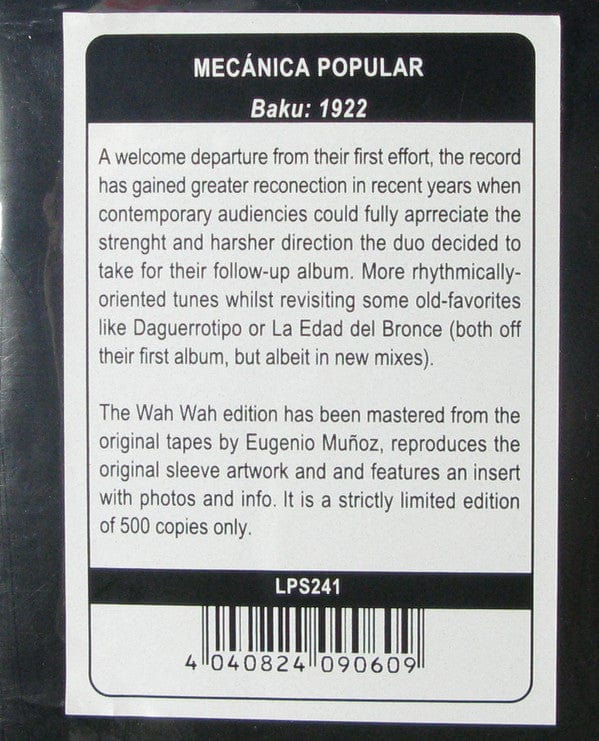 MECÁNICA POPULAR
Baku: 1922
A welcome departure from their first effort, the record
has gained greater reconection in recent years when
contemporary audiencies could fully aprreciate the
strenght and harsher direction the duo decided to
take for their follow-up album. More rhythmically-
oriented tunes whilst revisiting some old-favorites
like Daguerrotipo or La Edad del Bronce (both off
their first album, but albeit in new mixes).
The Wah Wah edition has been mastered from the
original tapes by Eugenio Muñoz, reproduces the
original sleeve artwork and and features an insert
with photos and info. It is a strictly limited edition
of 500 copies only.
LPS241
4 040824 090609